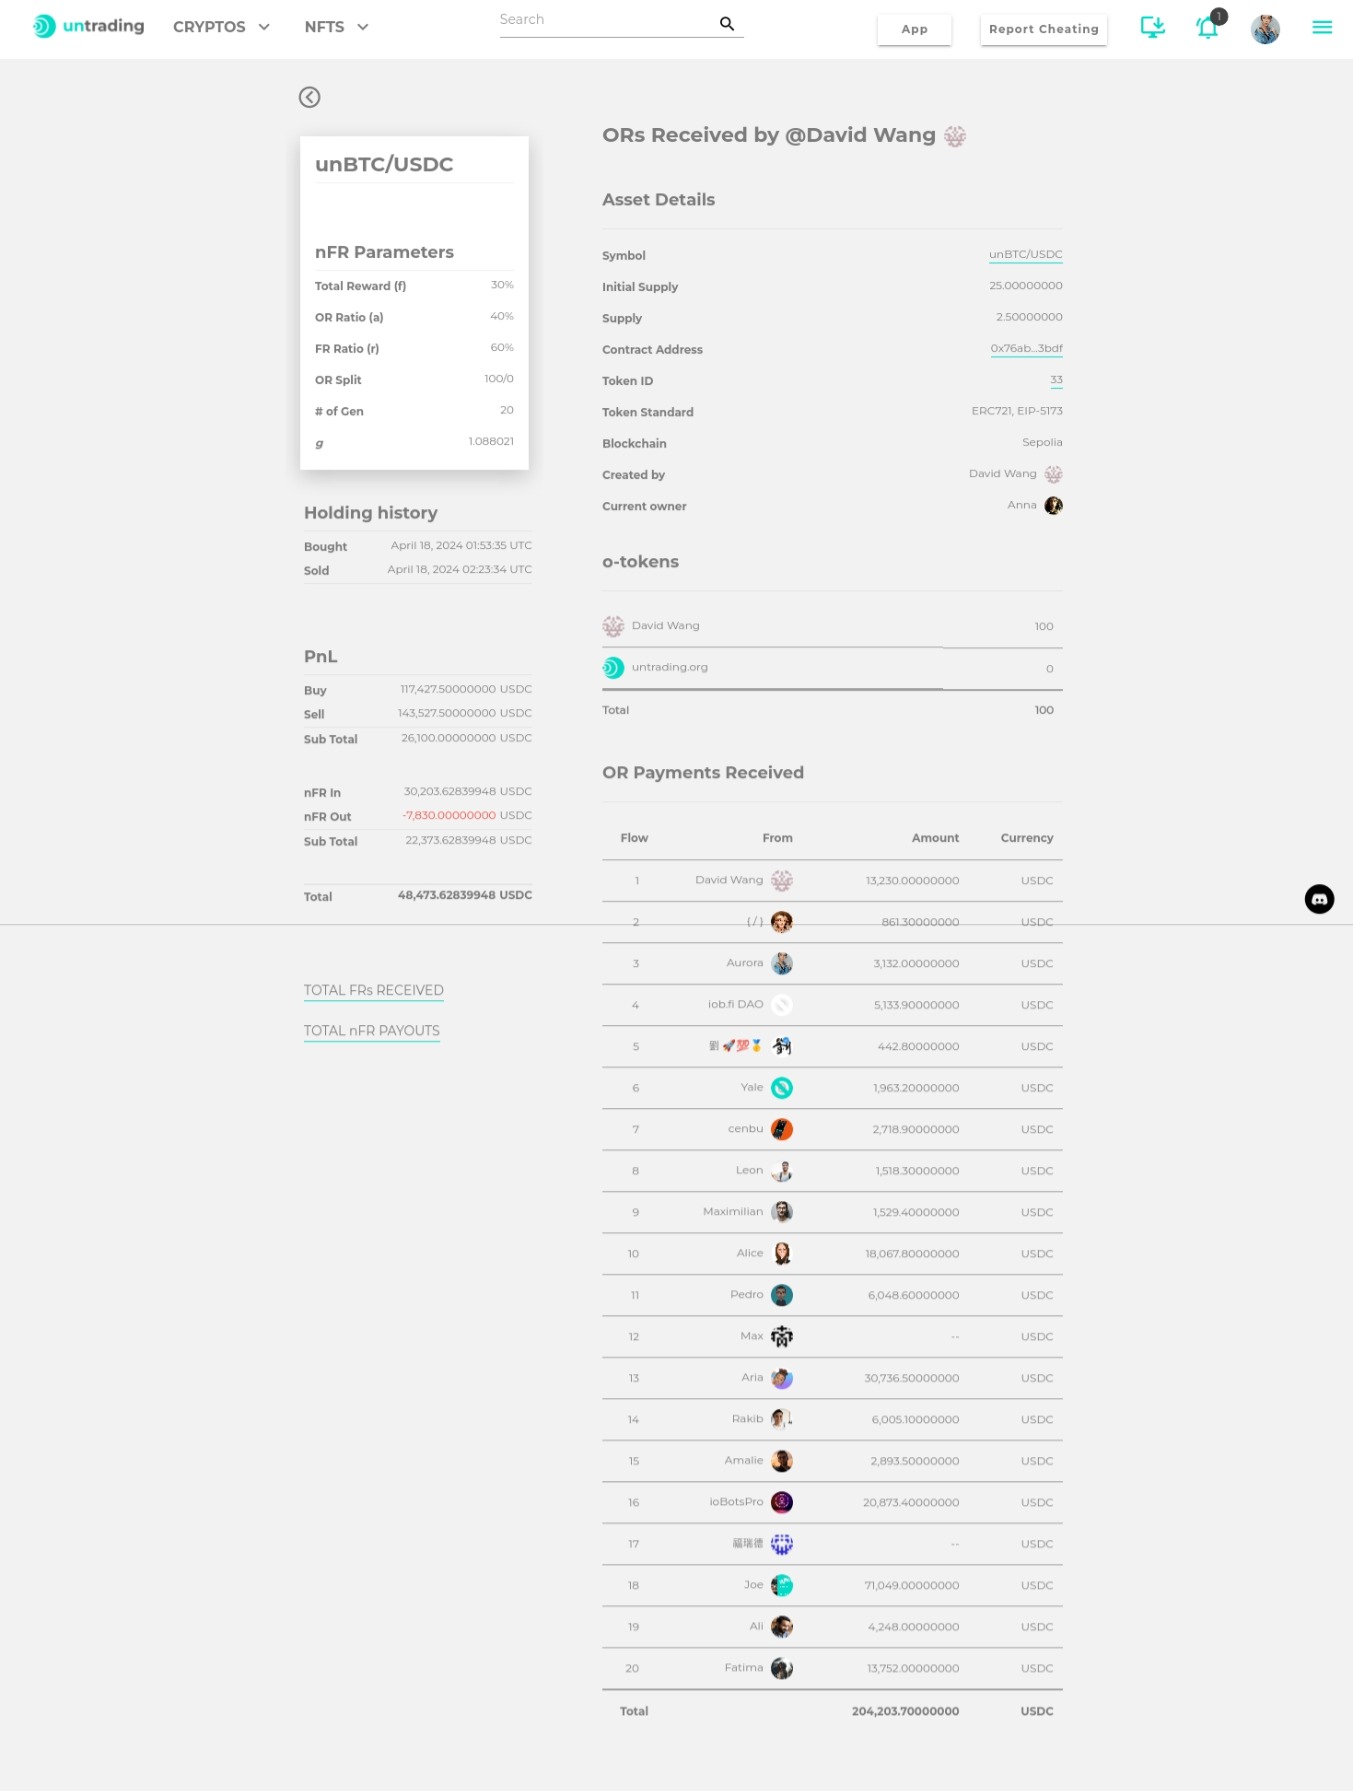 untrading CRYPTOS NFTS Search App Report Cheating 1
unBTC/USDC
nFR Parameters
Total Reward (f) 30%
OR Ratio (a) 40%
FR Ratio (r) 60%
OR Split 100/0
# of Gen 20
g 1.088021
Holding history
Bought April 18, 2024 01:53:35 UTC
Sold April 18, 2024 02:23:34 UTC
PnL
Buy 117,427.50000000 USDC
Sell 143,527.50000000 USDC
Sub Total 26,100.00000000 USDC
nFR In 30,203.62839948 USDC
nFR Out -7,830.00000000 USDC
Sub Total 22,373.62839948 USDC
Total 48,473.62839948 USDC
TOTAL FRs RECEIVED
TOTAL nFR PAYOUTS
ORs Received by @David Wang
Asset Details
Symbol unBTC/USDC
Initial Supply 25.00000000
Supply 2.50000000
Contract Address 0x76ab...3bdf
Token ID 33
Token Standard ERC721, EIP-5173
Blockchain Sepolia
Created by David Wang
Current owner Anna
o-tokens
David Wang 100
untrading.org 0
Total 100
OR Payments Received
Flow From Amount Currency
1 David Wang 13,230.00000000 USDC
2 { / } 861.30000000 USDC
3 Aurora 3,132.00000000 USDC
4 iob.fi DAO 5,133.90000000 USDC
5 劉 🚀💯🥇 442.80000000 USDC
6 Yale 1,963.20000000 USDC
7 cenbu 2,718.90000000 USDC
8 Leon 1,518.30000000 USDC
9 Maximilian 1,529.40000000 USDC
10 Alice 18,067.80000000 USDC
11 Pedro 6,048.60000000 USDC
12 Max -- USDC
13 Aria 30,736.50000000 USDC
14 Rakib 6,005.10000000 USDC
15 Amalie 2,893.50000000 USDC
16 ioBotsPro 20,873.40000000 USDC
17 福瑞德 -- USDC
18 Joe 71,049.00000000 USDC
19 Ali 4,248.00000000 USDC
20 Fatima 13,752.00000000 USDC
Total 204,203.70000000 USDC